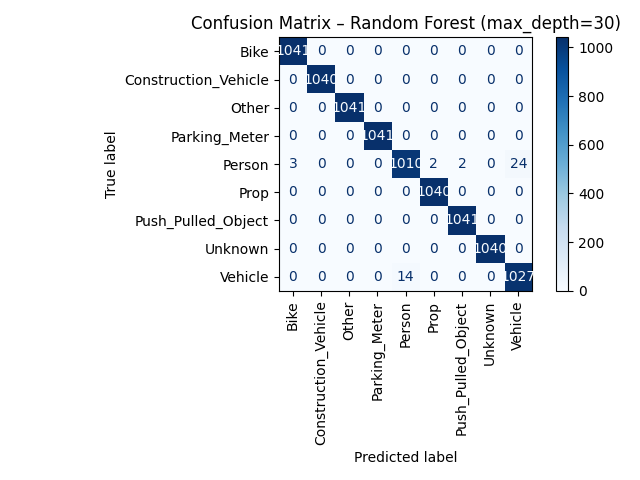 Confusion Matrix – Random Forest (max_depth=30)
True label
Bike 1041 0 0 0 0 0 0 0 0
Construction_Vehicle 0 1040 0 0 0 0 0 0 0
Other 0 0 1041 0 0 0 0 0 0
Parking_Meter 0 0 0 1041 0 0 0 0 0
Person 3 0 0 0 1010 2 2 0 24
Prop 0 0 0 0 0 1040 0 0 0
Push_Pulled_Object 0 0 0 0 0 0 1041 0 0
Unknown 0 0 0 0 0 0 0 1040 0
Vehicle 0 0 0 0 14 0 0 0 1027
Bike
Construction_Vehicle
Other
Parking_Meter
Person
Prop
Push_Pulled_Object
Unknown
Vehicle
Predicted label
1000
800
600
400
200
0